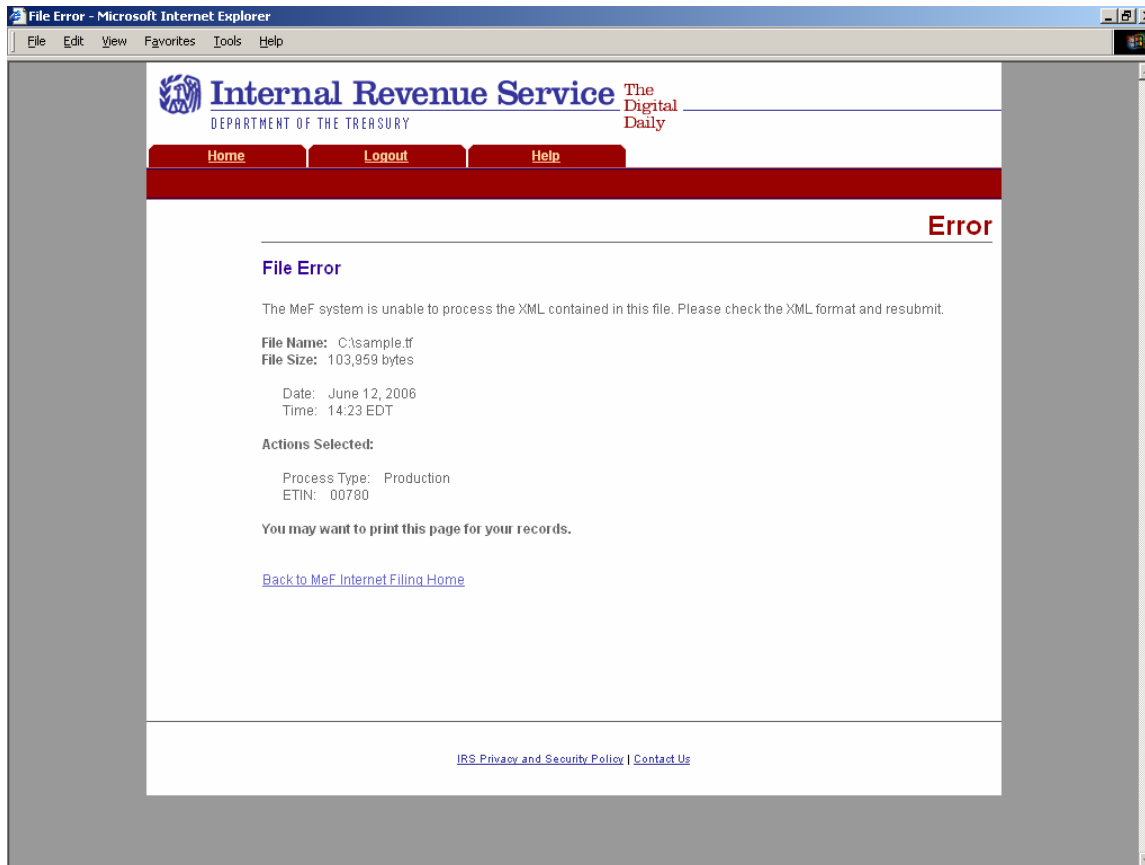 File Error - Microsoft Internet Explorer
File Edit View Favorites Tools Help
Internal Revenue Service
DEPARTMENT OF THE TREASURY
The
Digital
Daily
Home Logout Help
Error
File Error
The MeF system is unable to process the XML contained in this file. Please check the XML format and resubmit.
File Name: C:\sample.tf
File Size: 103,959 bytes
Date: June 12, 2006
Time: 14:23 EDT
Actions Selected:
Process Type: Production
ETIN: 00780
You may want to print this page for your records.
Back to MeF Internet Filing Home
IRS Privacy and Security Policy | Contact Us